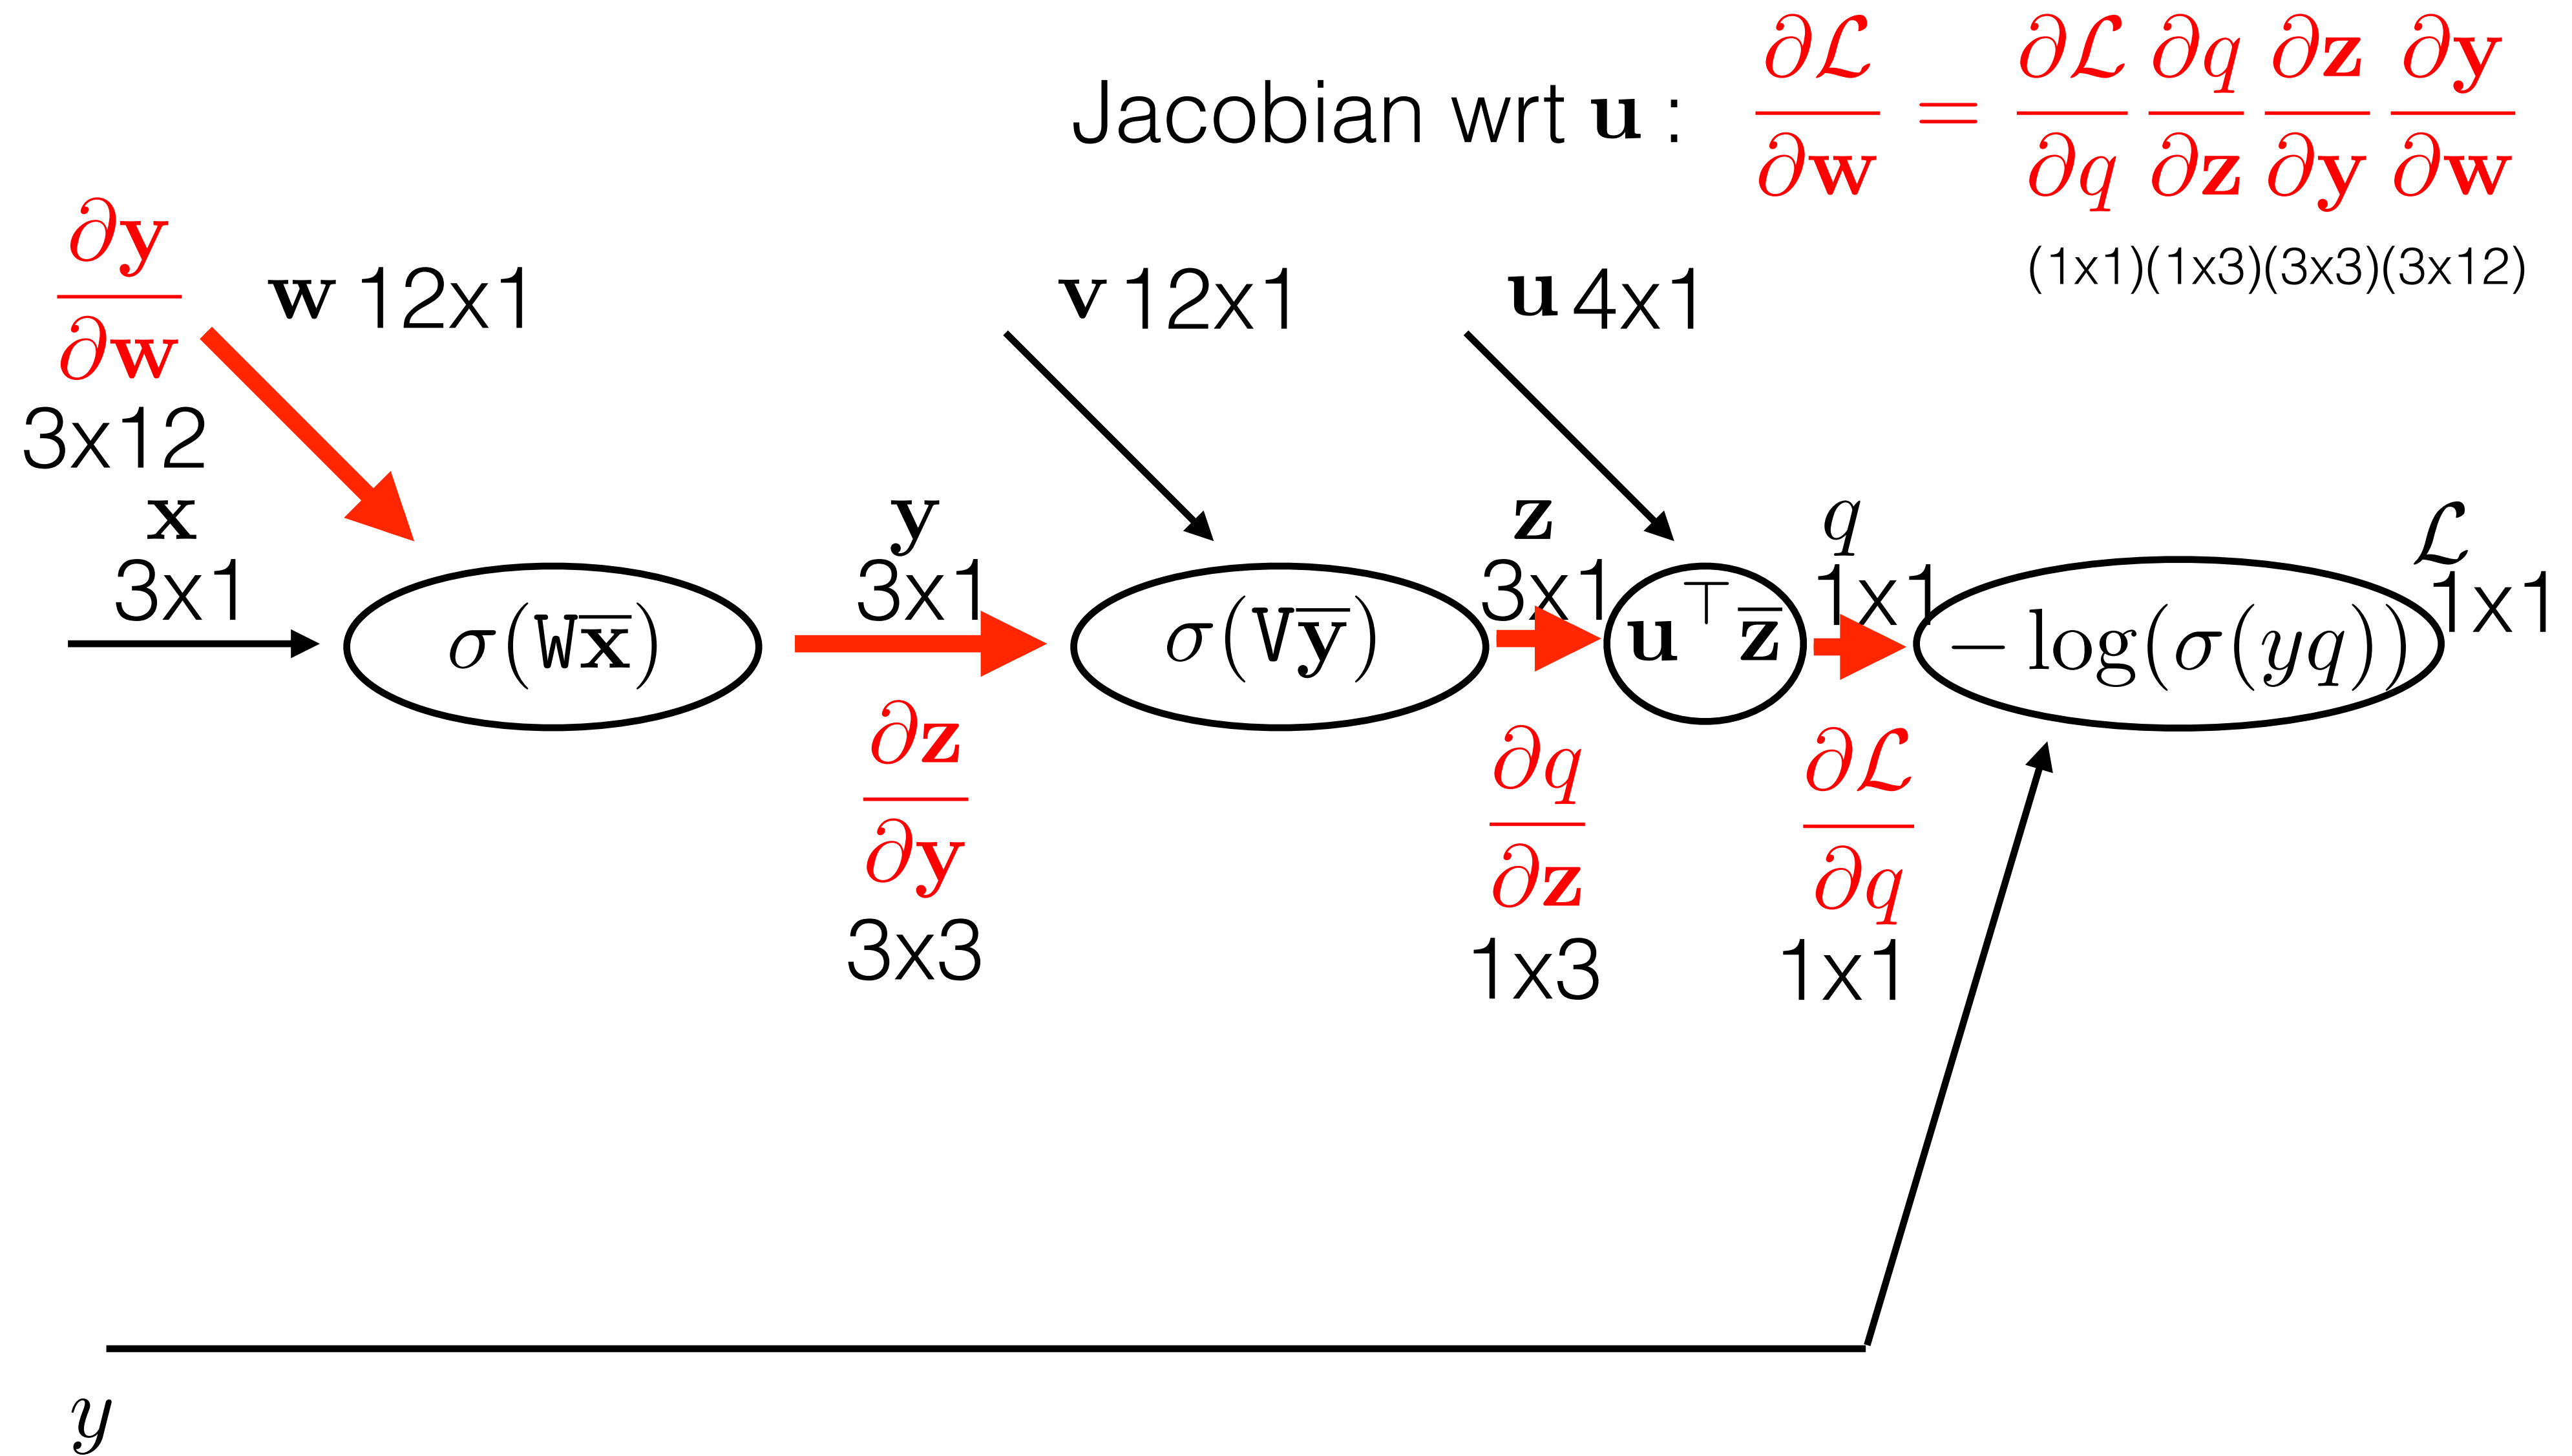 Jacobian wrt u : ∂ℒ/∂w = ∂ℒ/∂q ∂q/∂z ∂z/∂y ∂y/∂w
(1x1)(1x3)(3x3)(3x12)
∂y/∂w
3x12
w 12x1
v 12x1
u 4x1
x
3x1
σ(Wx̅)
y
3x1
σ(Vy̅)
z
3x1
u⊤z̅
q
1x1
− log(σ(yq))
ℒ
1x1
∂z/∂y
3x3
∂q/∂z
1x3
∂ℒ/∂q
1x1
y